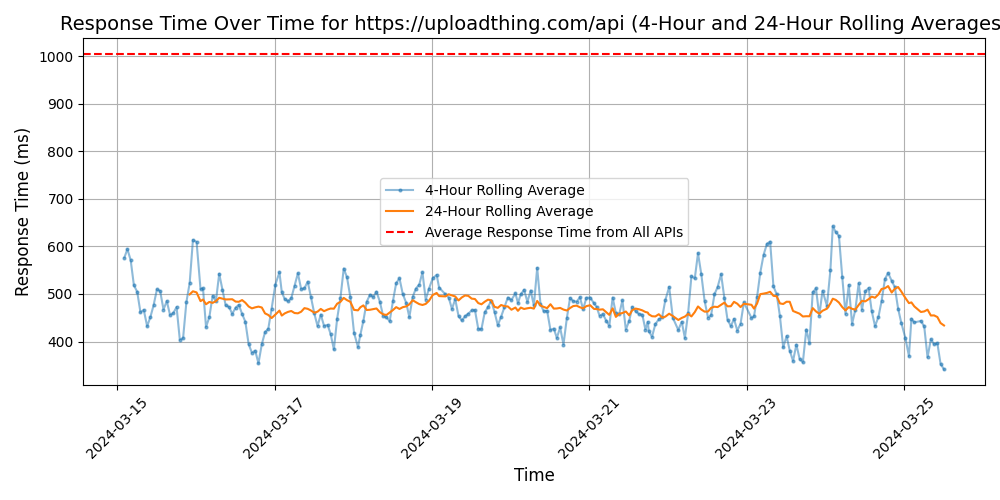 Response Time Over Time for https://uploadthing.com/api (4-Hour and 24-Hour Rolling Averages
1000
900
800
700
600
500
400
Response Time (ms)
4-Hour Rolling Average
24-Hour Rolling Average
Average Response Time from All APIs
2024-03-15
2024-03-17
2024-03-19
2024-03-21
2024-03-23
2024-03-25
Time